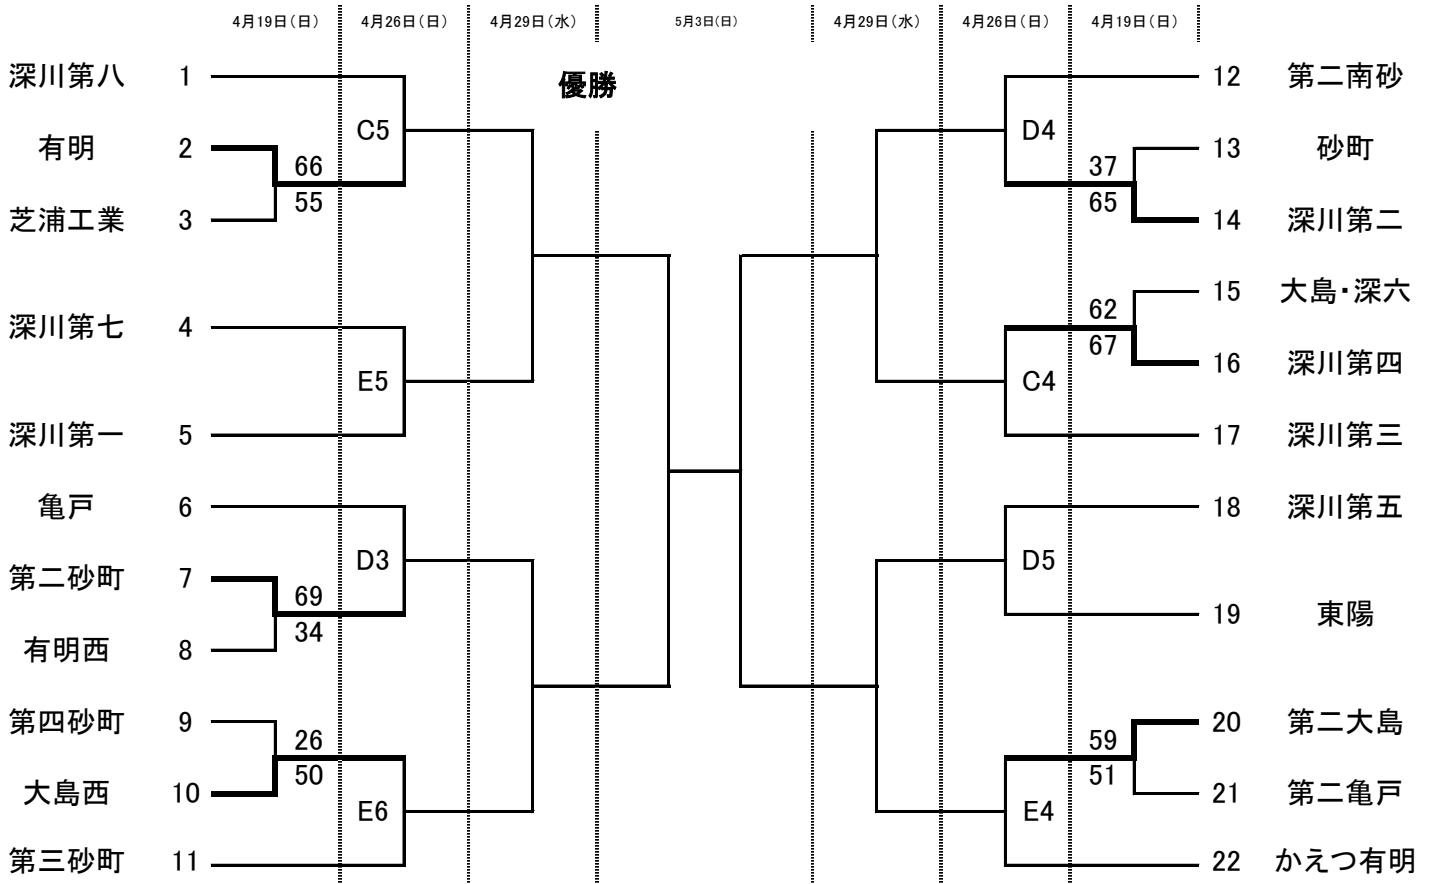 4月19日(日) 4月26日(日) 4月29日(水) 5月3日(日) 4月29日(水) 4月26日(日) 4月19日(日)
深川第八 1 優勝 12 第二南砂
C5 D4
有明 2 13 砂町
66 37
55 65
芝浦工業 3 14 深川第二
15 大島・深六
62
深川第七 4
67
16 深川第四
E5 C4
深川第一 5 17 深川第三
亀戸 6 18 深川第五
D3 D5
第二砂町 7
69
19 東陽
34
有明西 8
第四砂町 9 20 第二大島
26 59
50 51
大島西 10 21 第二亀戸
E6 E4
第三砂町 11 22 かえつ有明